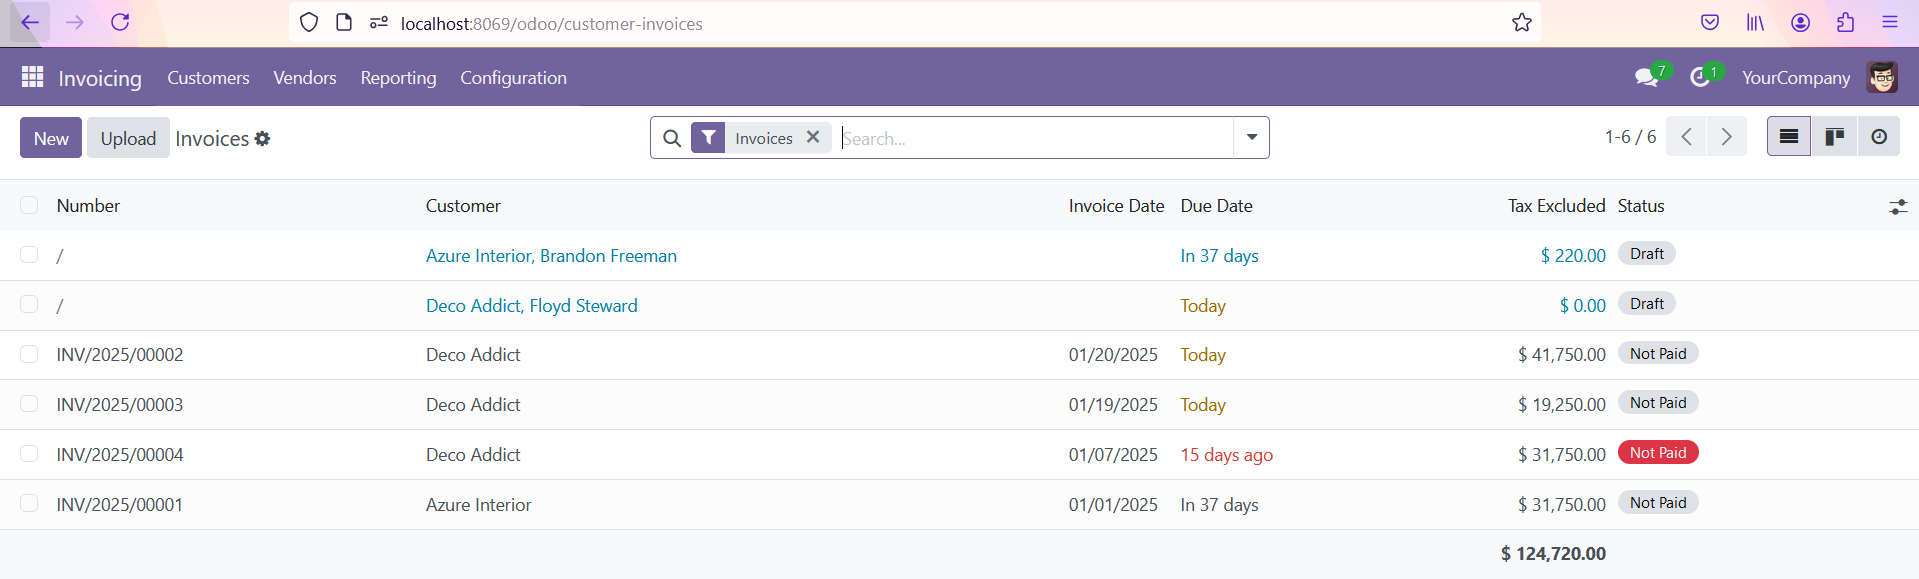 localhost:8069/odoo/customer-invoices
Invoicing Customers Vendors Reporting Configuration 7 1 YourCompany
New Upload Invoices Invoices Search... 1-6 / 6
Number Customer Invoice Date Due Date Tax Excluded Status
/ Azure Interior, Brandon Freeman In 37 days $ 220.00 Draft
/ Deco Addict, Floyd Steward Today $ 0.00 Draft
INV/2025/00002 Deco Addict 01/20/2025 Today $ 41,750.00 Not Paid
INV/2025/00003 Deco Addict 01/19/2025 Today $ 19,250.00 Not Paid
INV/2025/00004 Deco Addict 01/07/2025 15 days ago $ 31,750.00 Not Paid
INV/2025/00001 Azure Interior 01/01/2025 In 37 days $ 31,750.00 Not Paid
$ 124,720.00